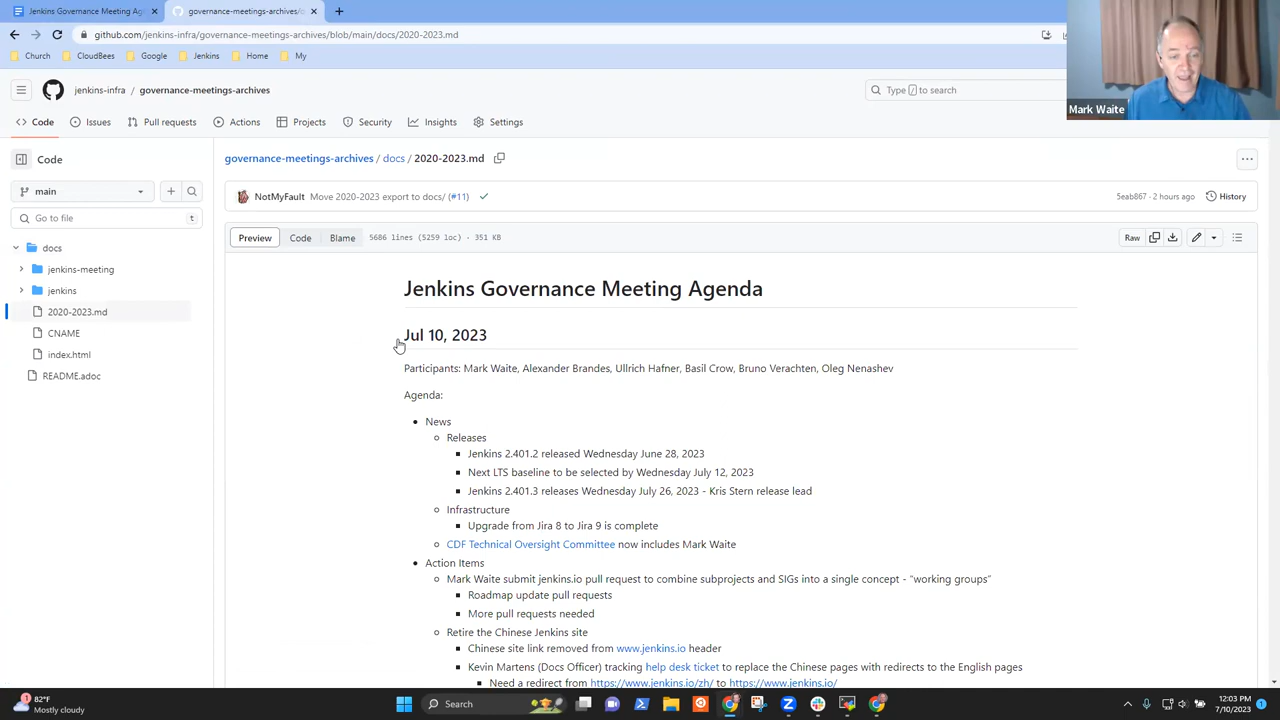 Jenkins Governance Meeting Ag
governance-meetings-archives/c
github.com/jenkins-infra/governance-meetings-archives/blob/main/docs/2020-2023.md
Church
CloudBees
Google
Jenkins
Home
My
jenkins-infra / governance-meetings-archives
Type / to search
Mark Waite
Code
Issues
Pull requests
Actions
Projects
Security
Insights
Settings
Code
governance-meetings-archives / docs / 2020-2023.md
main
NotMyFault Move 2020-2023 export to docs/ (#11)
5eab867 · 2 hours ago
History
Go to file
t
Preview
Code
Blame
5686 lines (5259 loc) · 351 KB
Raw
docs
jenkins-meeting
jenkins
2020-2023.md
CNAME
index.html
README.adoc
Jenkins Governance Meeting Agenda
Jul 10, 2023
Participants: Mark Waite, Alexander Brandes, Ullrich Hafner, Basil Crow, Bruno Verachten, Oleg Nenashev
Agenda:
News
Releases
Jenkins 2.401.2 released Wednesday June 28, 2023
Next LTS baseline to be selected by Wednesday July 12, 2023
Jenkins 2.401.3 releases Wednesday July 26, 2023 - Kris Stern release lead
Infrastructure
Upgrade from Jira 8 to Jira 9 is complete
CDF Technical Oversight Committee now includes Mark Waite
Action Items
Mark Waite submit jenkins.io pull request to combine subprojects and SIGs into a single concept - “working groups”
Roadmap update pull requests
More pull requests needed
Retire the Chinese Jenkins site
Chinese site link removed from www.jenkins.io header
Kevin Martens (Docs Officer) tracking help desk ticket to replace the Chinese pages with redirects to the English pages
Need a redirect from https://www.jenkins.io/zh/ to https://www.jenkins.io/
82°F
Mostly cloudy
Search
12:03 PM
7/10/2023